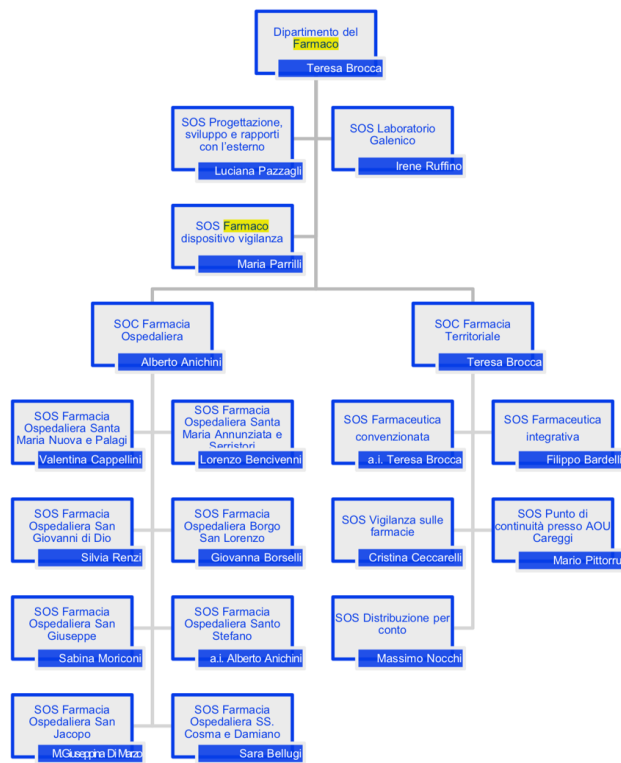 Dipartimento del
Farmaco
Teresa Brocca
SOS Progettazione,
sviluppo e rapporti
con l'esterno
Luciana Pazzagli
SOS Laboratorio
Galenico
Irene Ruffino
SOS Farmaco
dispositivo vigilanza
Maria Parrilli
SOC Farmacia
Ospedaliera
Alberto Anichini
SOC Farmacia
Territoriale
Teresa Brocca
SOS Farmacia
Ospedaliera Santa
Maria Nuova e Palagi
Valentina Cappellini
SOS Farmacia
Ospedaliera Santa
Maria Annunziata e
Serristori
Lorenzo Bencivenni
SOS Farmaceutica
convenzionata
a.i. Teresa Brocca
SOS Farmaceutica
integrativa
Filippo Bardelli
SOS Farmacia
Ospedaliera San
Giovanni di Dio
Silvia Renzi
SOS Farmacia
Ospedaliera Borgo
San Lorenzo
Giovanna Borselli
SOS Vigilanza sulle
farmacie
Cristina Ceccarelli
SOS Punto di
continuità presso AOU
Careggi
Mario Pittorru
SOS Farmacia
Ospedaliera San
Giuseppe
Sabina Moriconi
SOS Farmacia
Ospedaliera Santo
Stefano
a.i. Alberto Anichini
SOS Distribuzione per
conto
Massimo Nocchi
SOS Farmacia
Ospedaliera San
Jacopo
M.Giuseppina Di Marzo
SOS Farmacia
Ospedaliera SS.
Cosma e Damiano
Sara Bellugi